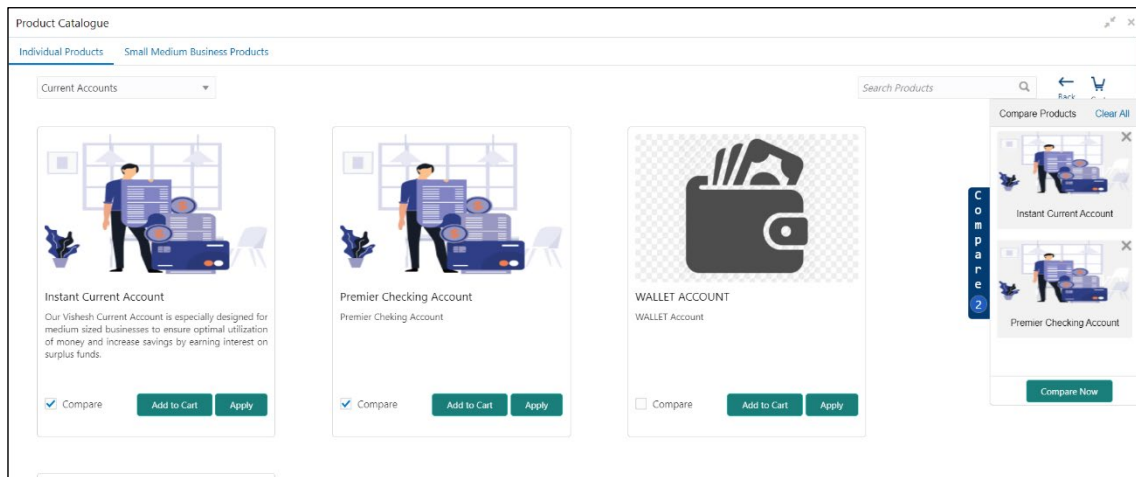 Product Catalogue
Individual Products Small Medium Business Products
Current Accounts
Search Products
Back
Compare Products Clear All
Instant Current Account
Premier Checking Account
Compare
2
Compare Now
Instant Current Account
Our Vishesh Current Account is especially designed for
medium sized businesses to ensure optimal utilization
of money and increase savings by earning interest on
surplus funds.
Compare Add to Cart Apply
Premier Checking Account
Premier Cheking Account
Compare Add to Cart Apply
WALLET ACCOUNT
WALLET Account
Compare Add to Cart Apply